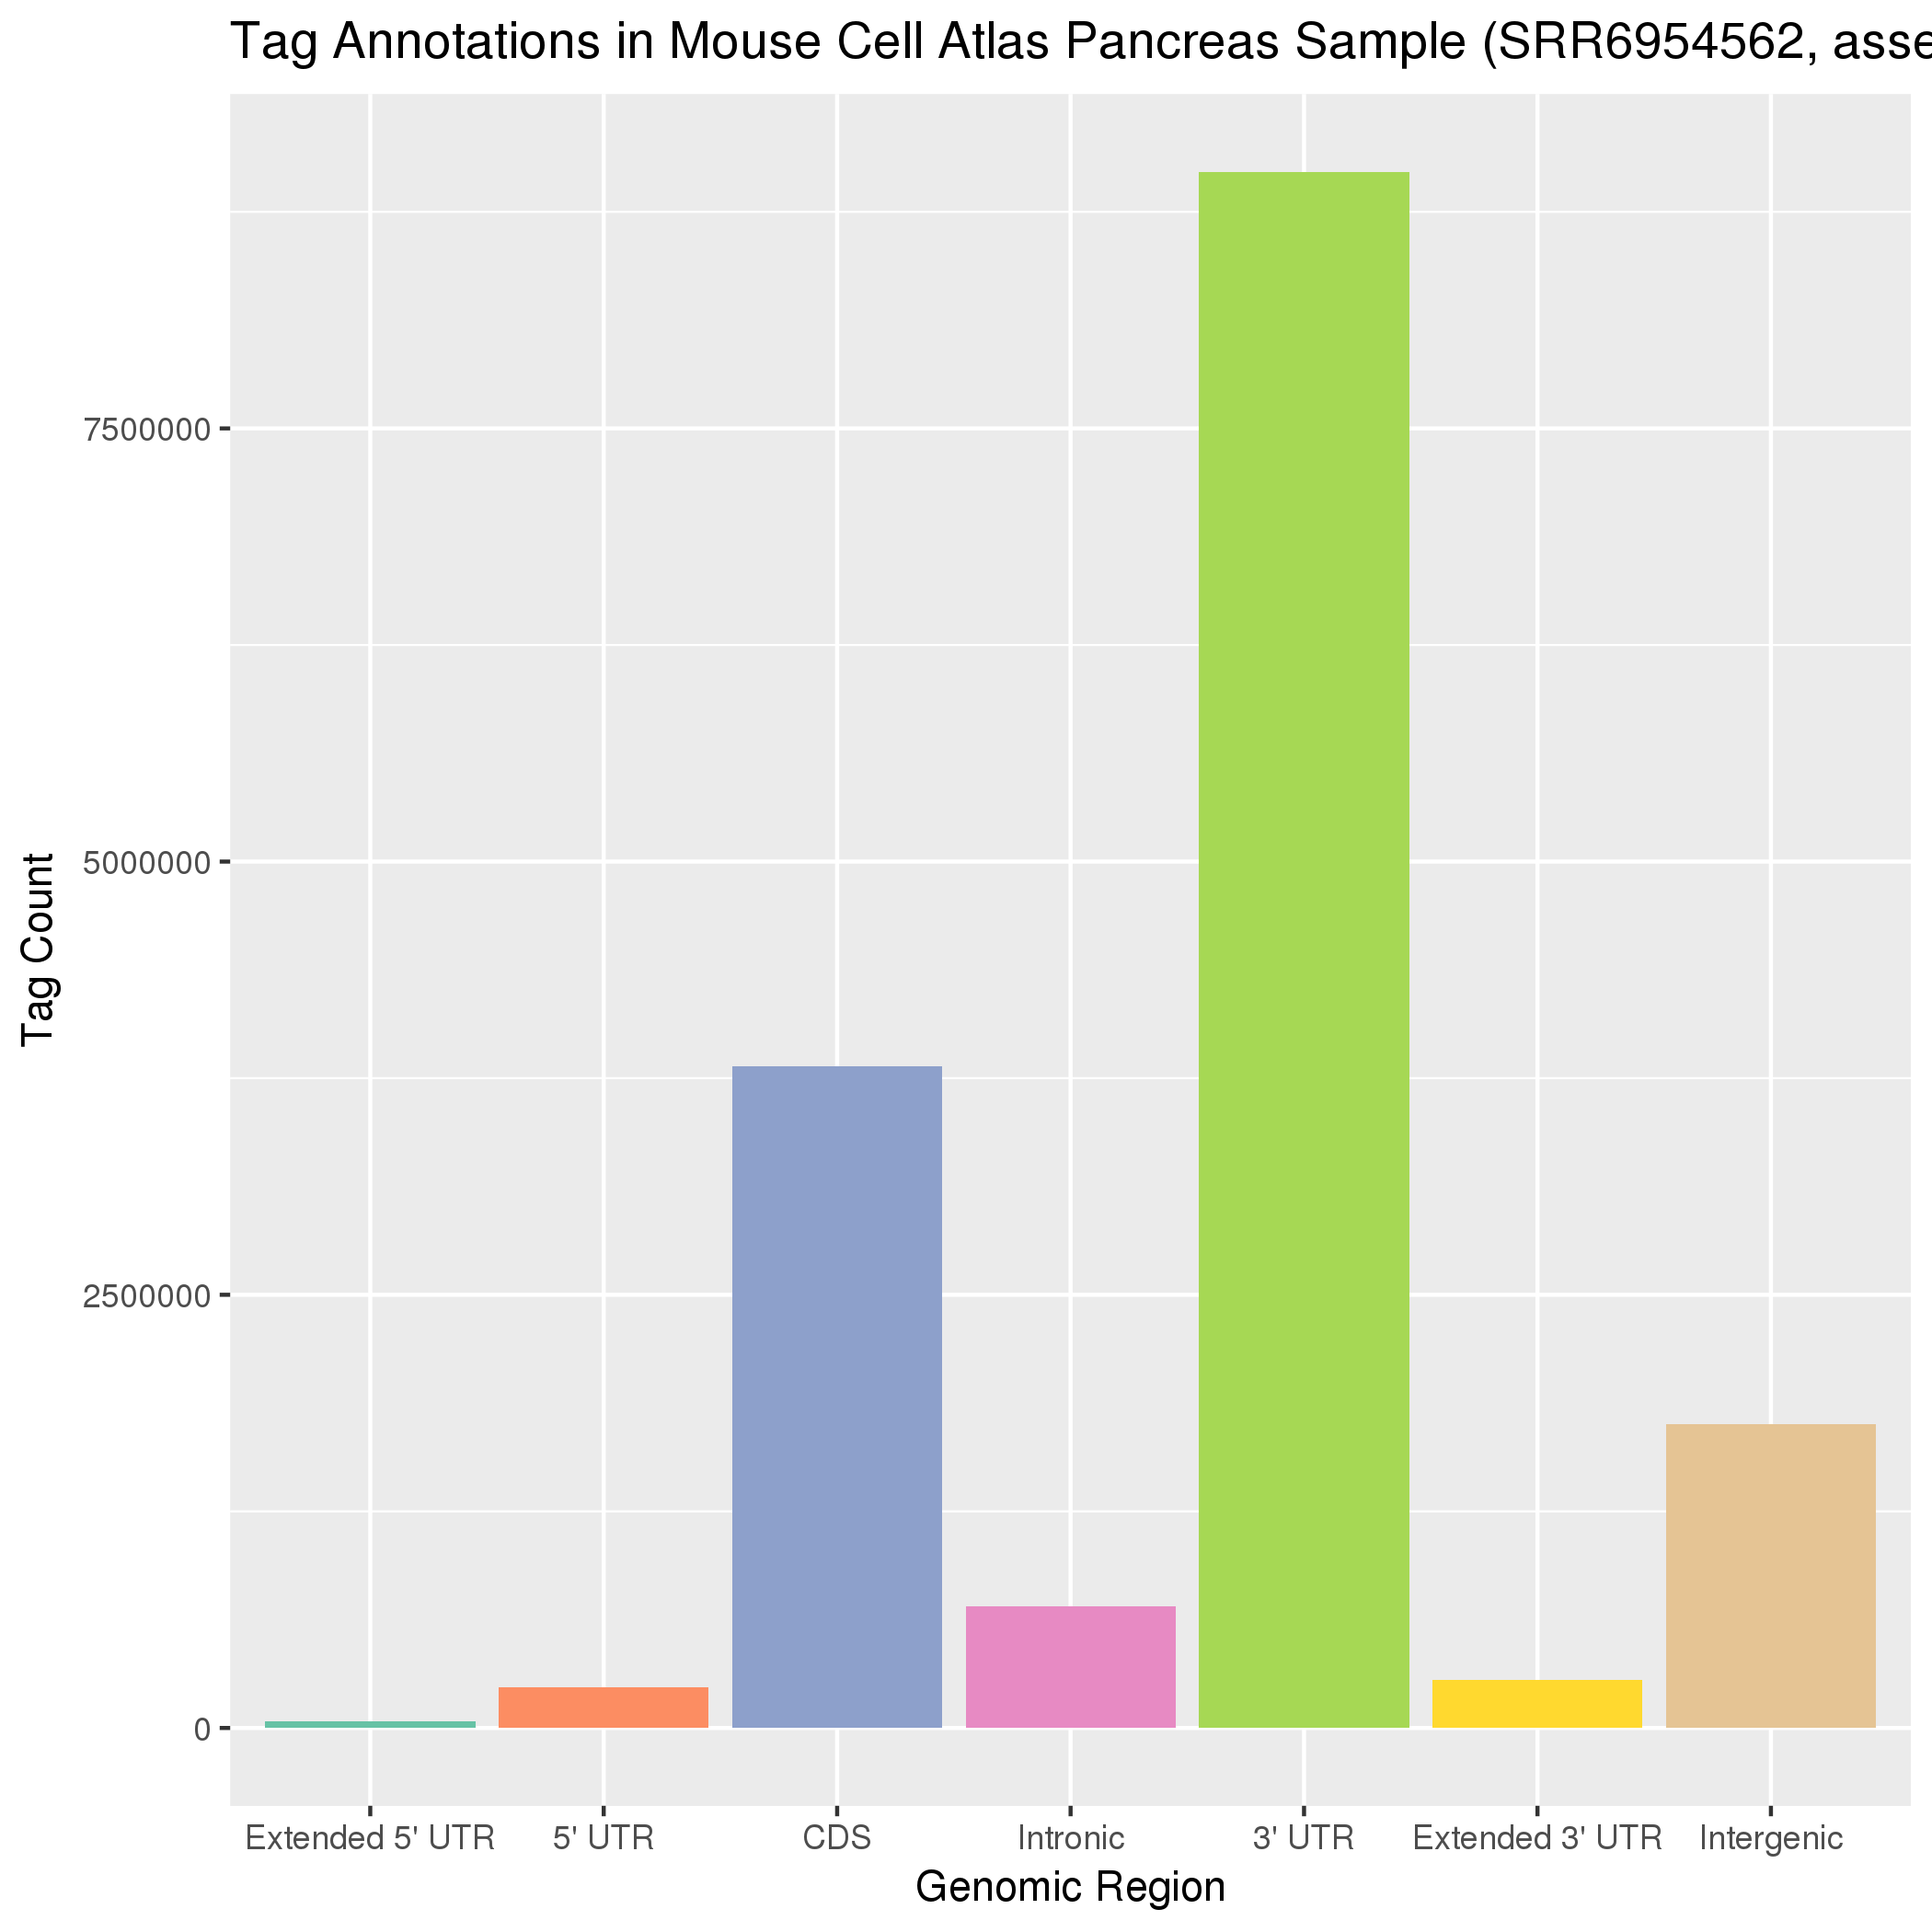 Tag Annotations in Mouse Cell Atlas Pancreas Sample (SRR6954562, asse
7500000
5000000
2500000
0
Tag Count
Extended 5' UTR 5' UTR CDS Intronic 3' UTR Extended 3' UTR Intergenic
Genomic Region